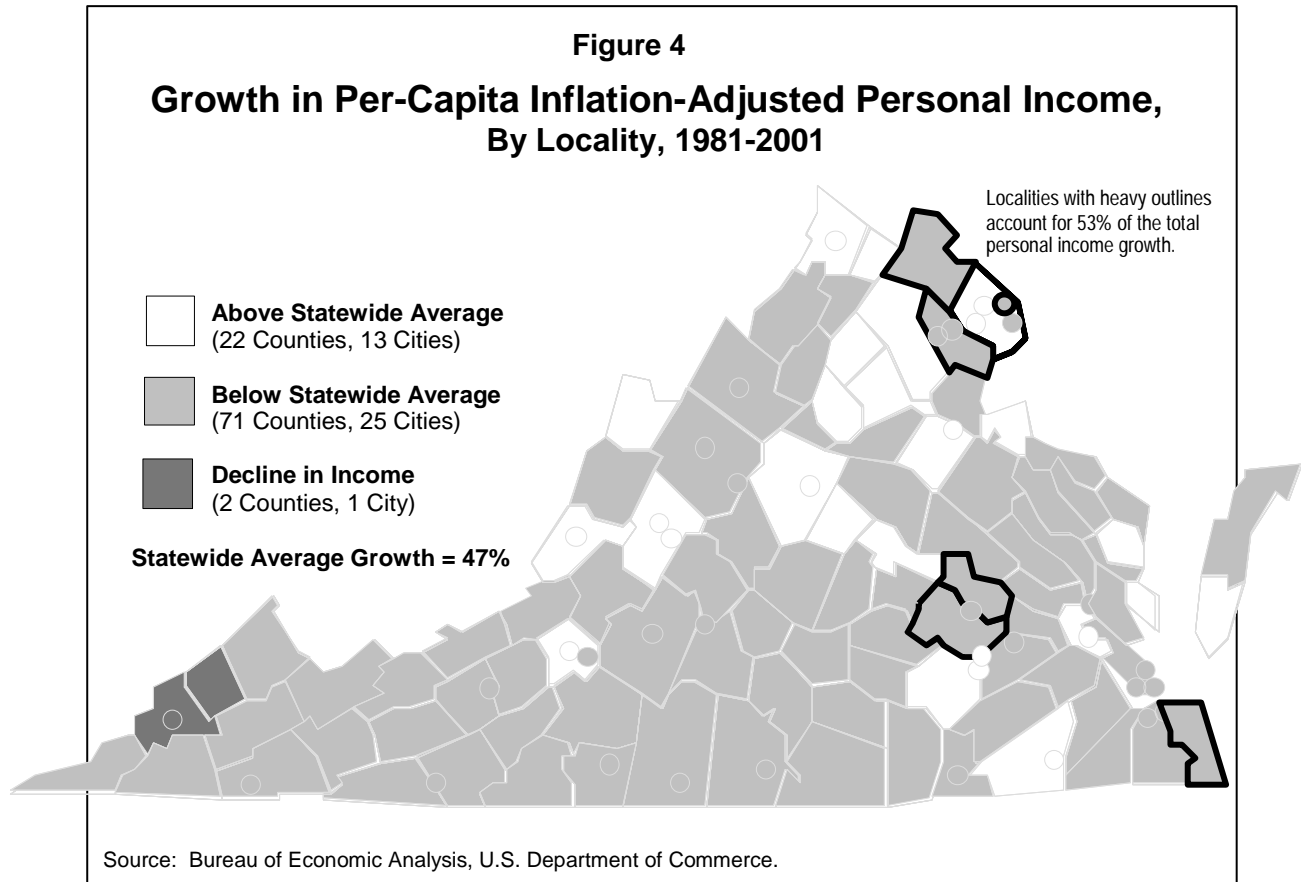 Figure 4
Growth in Per-Capita Inflation-Adjusted Personal Income,
By Locality, 1981-2001
Localities with heavy outlines
account for 53% of the total
personal income growth.
Above Statewide Average
(22 Counties, 13 Cities)
Below Statewide Average
(71 Counties, 25 Cities)
Decline in Income
(2 Counties, 1 City)
Statewide Average Growth = 47%
Source:  Bureau of Economic Analysis, U.S. Department of Commerce.